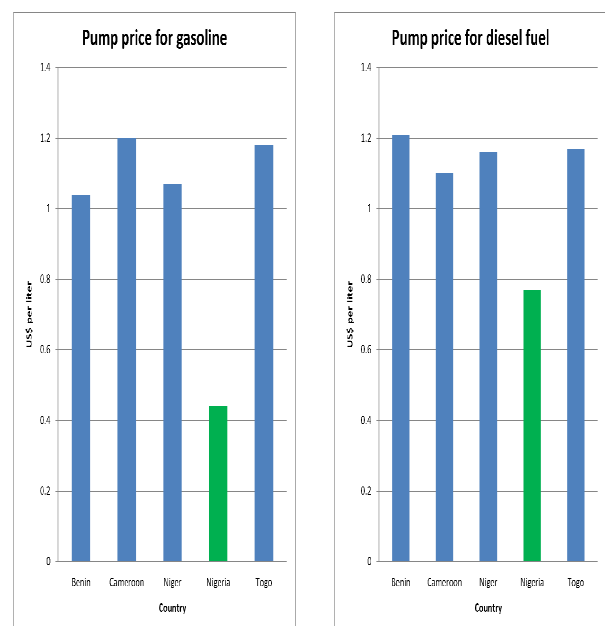 Pump price for gasoline
1.4
1.2
1
0.8
0.6
0.4
0.2
0
US$ per liter
Benin Cameroon Niger Nigeria Togo
Country
Pump price for diesel fuel
1.4
1.2
1
0.8
0.6
0.4
0.2
0
US$ per liter
Benin Cameroon Niger Nigeria Togo
Country